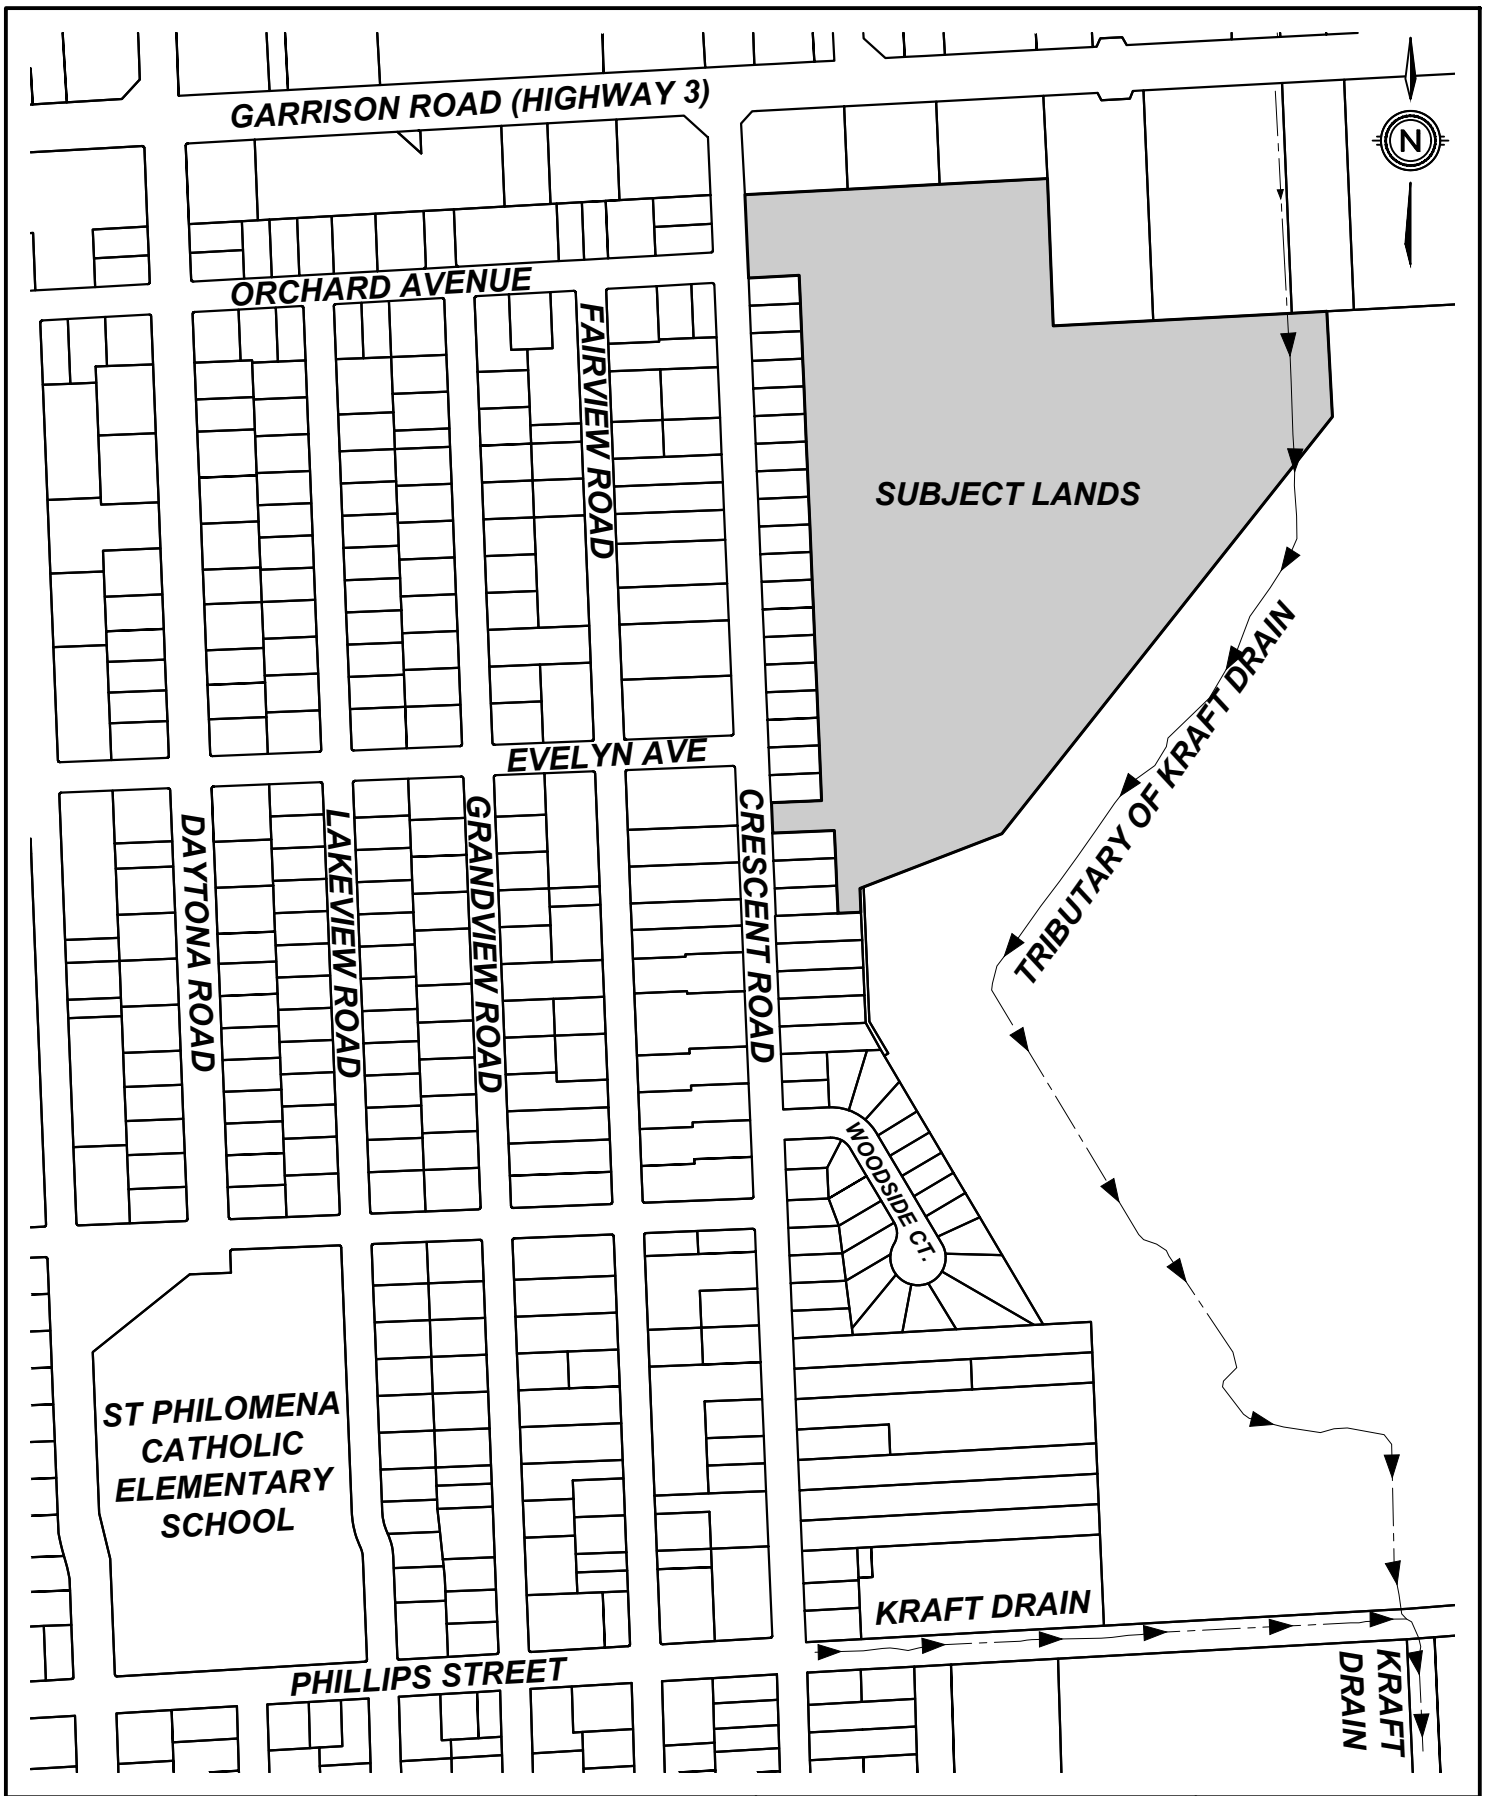 GARRISON ROAD (HIGHWAY 3)
N
ORCHARD AVENUE
FAIRVIEW ROAD
SUBJECT LANDS
TRIBUTARY OF KRAFT DRAIN
EVELYN AVE
DAYTONA ROAD
LAKEVIEW ROAD
GRANDVIEW ROAD
CRESCENT ROAD
WOODSIDE CT.
ST PHILOMENA
CATHOLIC
ELEMENTARY
SCHOOL
KRAFT DRAIN
PHILLIPS STREET
KRAFT
DRAIN